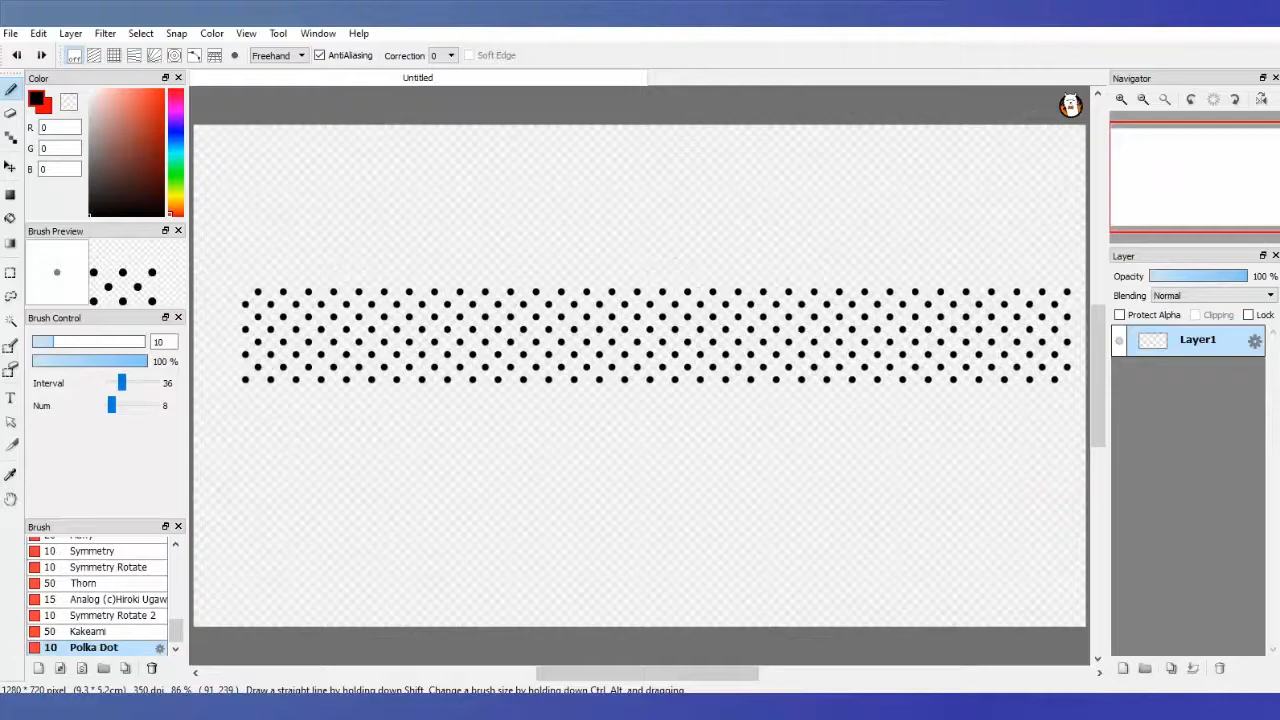 File Edit Layer Filter Select Snap Color View Tool Window Help
off Freehand AntiAliasing Correction 0 Soft Edge
Color
Untitled
Navigator
R 0
G 0
B 0
Brush Preview
Layer
Opacity 100 %
Blending Normal
Protect Alpha Clipping Lock
Layer1
Brush Control
10
100 %
Interval 36
Num 8
Brush
10 Symmetry
10 Symmetry Rotate
50 Thorn
15 Analog (c)Hiroki Ugaw
10 Symmetry Rotate 2
50 Kakeami
10 Polka Dot
1280 * 720 pixel (9.3 * 5.2cm) 350 dpi 86 % ( 91, 239 ) Draw a straight line by holding down Shift, Change a brush size by holding down Ctrl, Alt, and dragging